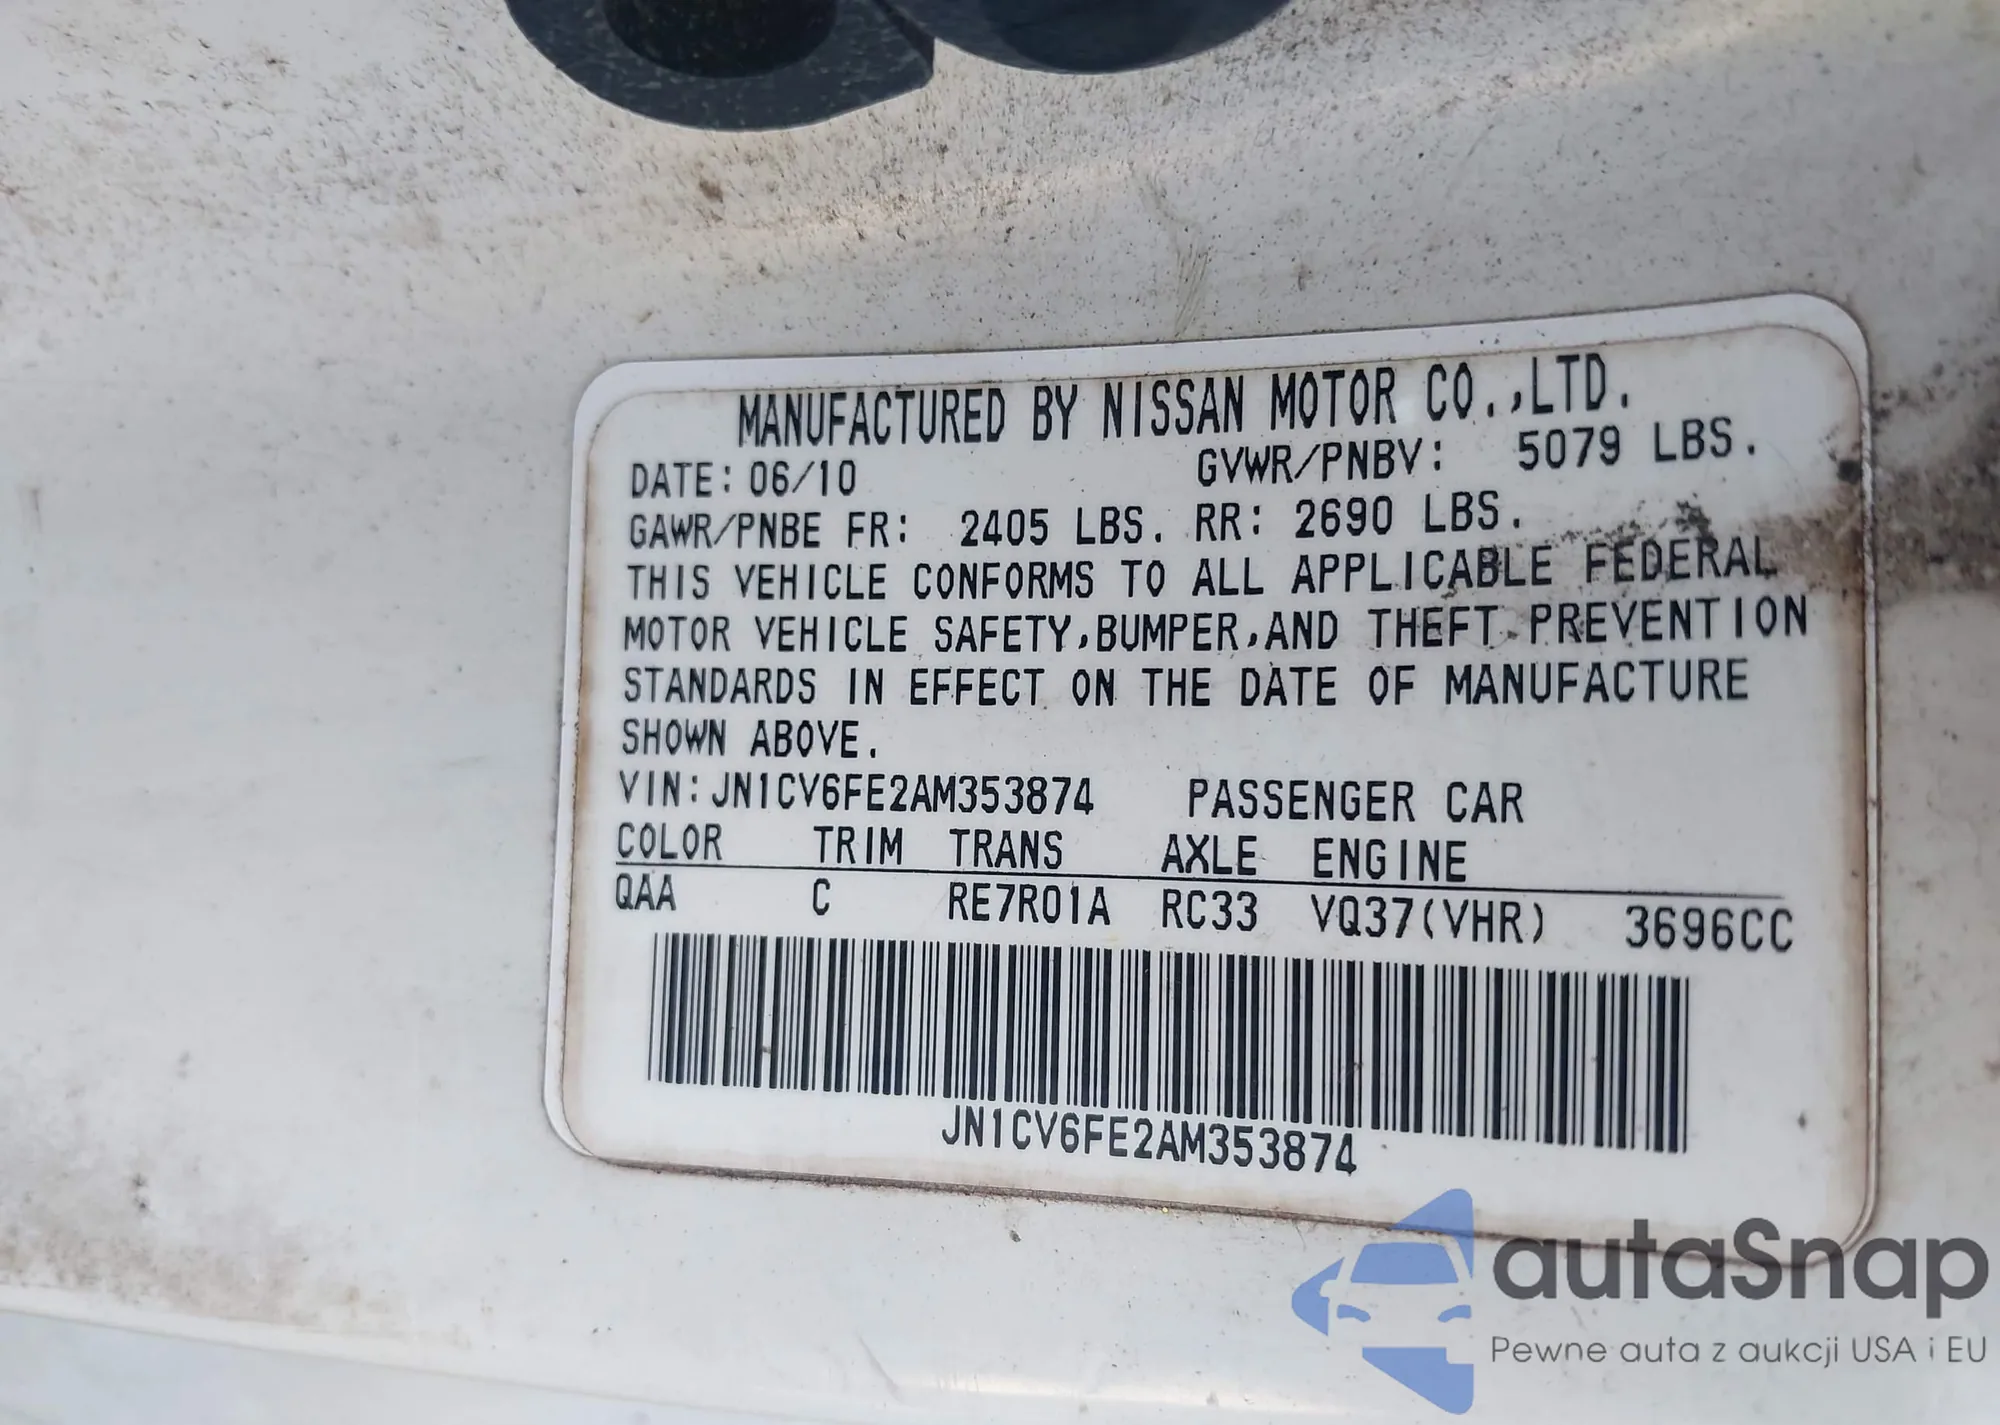 MANUFACTURED BY NISSAN MOTOR CO.,LTD.
DATE:06/10 GVWR/PNBV: 5079 LBS.
GAWR/PNBE FR: 2405 LBS. RR: 2690 LBS.
THIS VEHICLE CONFORMS TO ALL APPLICABLE FEDERAL
MOTOR VEHICLE SAFETY,BUMPER,AND THEFT PREVENTION
STANDARDS IN EFFECT ON THE DATE OF MANUFACTURE
SHOWN ABOVE.
VIN:JN1CV6FE2AM353874 PASSENGER CAR
COLOR TRIM TRANS AXLE ENGINE
QAA C RE7R01A RC33 VQ37(VHR) 3696CC
JN1CV6FE2AM353874
autaSnap
Pewne auta z aukcji USA i EU